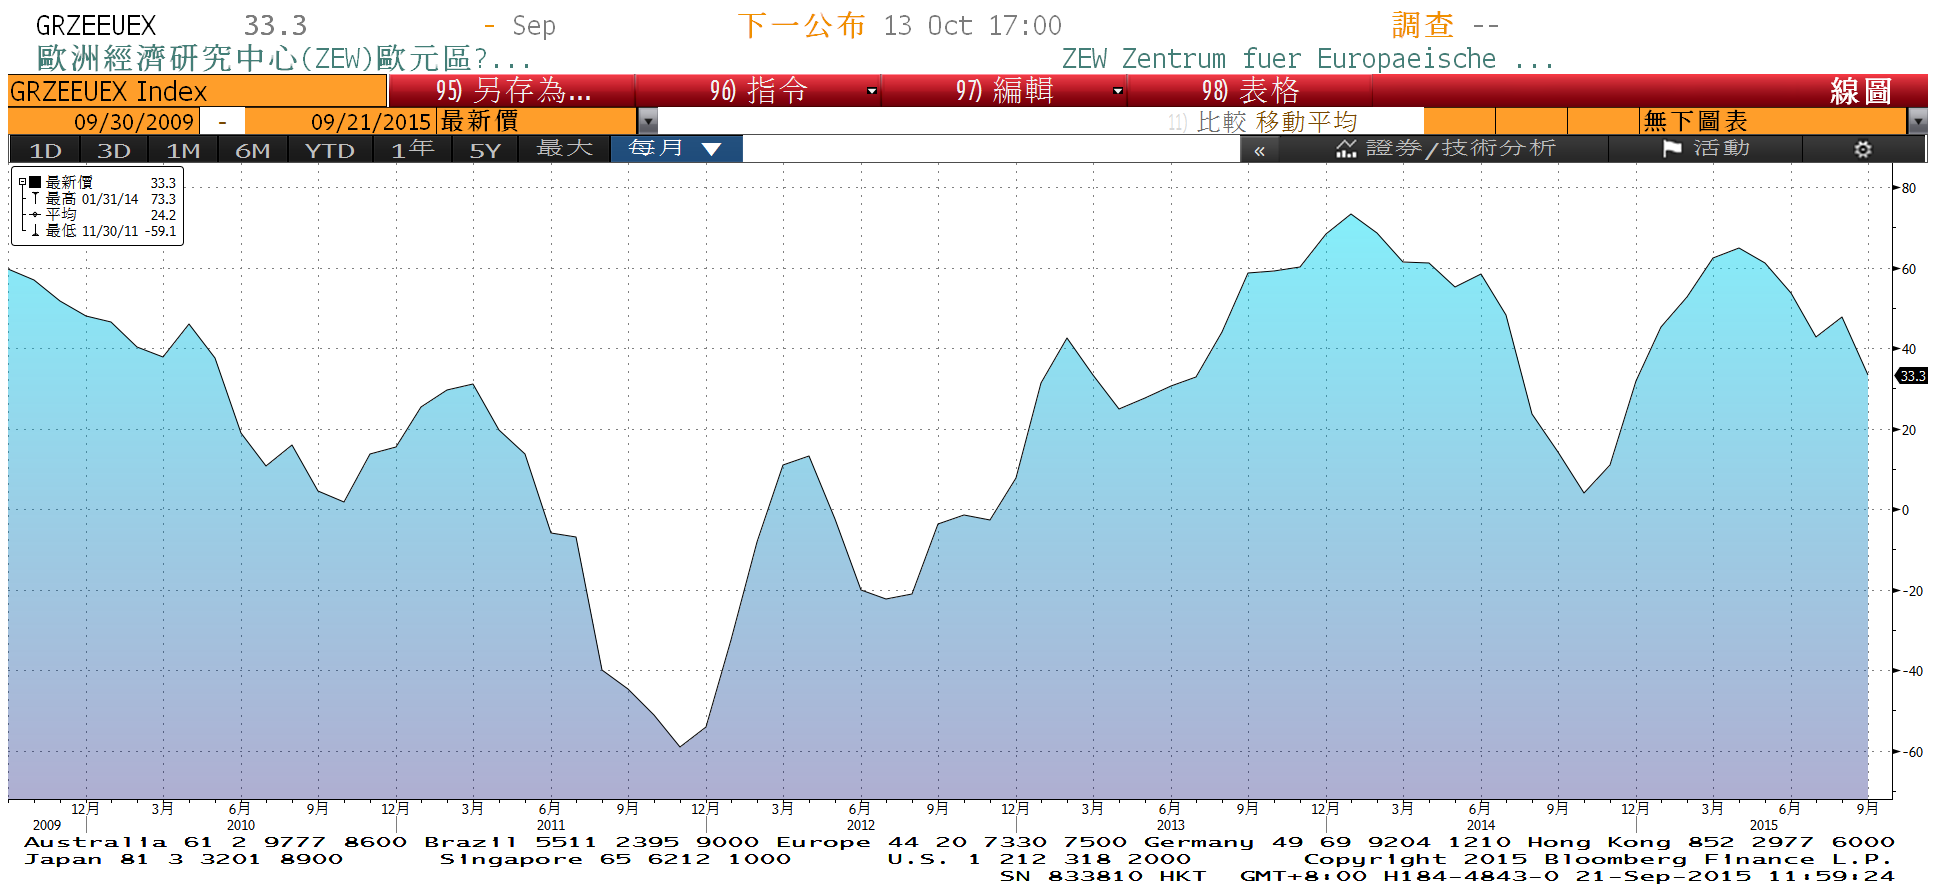 GRZEEUEX 33.3 - Sep 下一公布 13 Oct 17:00 調查 --
歐洲經濟研究中心(ZEW)歐元區?... ZEW Zentrum fuer Europaeische ...
GRZEEUEX Index 95) 另存為... 96) 指令 97) 編輯 98) 表格 線圖
09/30/2009 - 09/21/2015 最新價 11) 比較 移動平均 無下圖表
1D 3D 1M 6M YTD 1年 5Y 最大 每月 « 證券/技術分析 活動
最新價 33.3
最高 01/31/14 73.3
平均 24.2
最低 11/30/11 -59.1
80
60
40
33.3
20
0
-20
-40
-60
12月 3月 6月 9月 12月 3月 6月 9月 12月 3月 6月 9月 12月 3月 6月 9月 12月 3月 6月 9月 12月 3月 6月 9月
2009 2010 2011 2012 2013 2014 2015
Australia 61 2 9777 8600 Brazil 5511 2395 9000 Europe 44 20 7330 7500 Germany 49 69 9204 1210 Hong Kong 852 2977 6000
Japan 81 3 3201 8900 Singapore 65 6212 1000 U.S. 1 212 318 2000 Copyright 2015 Bloomberg Finance L.P.
SN 833810 HKT GMT+8:00 H184-4843-0 21-Sep-2015 11:59:24